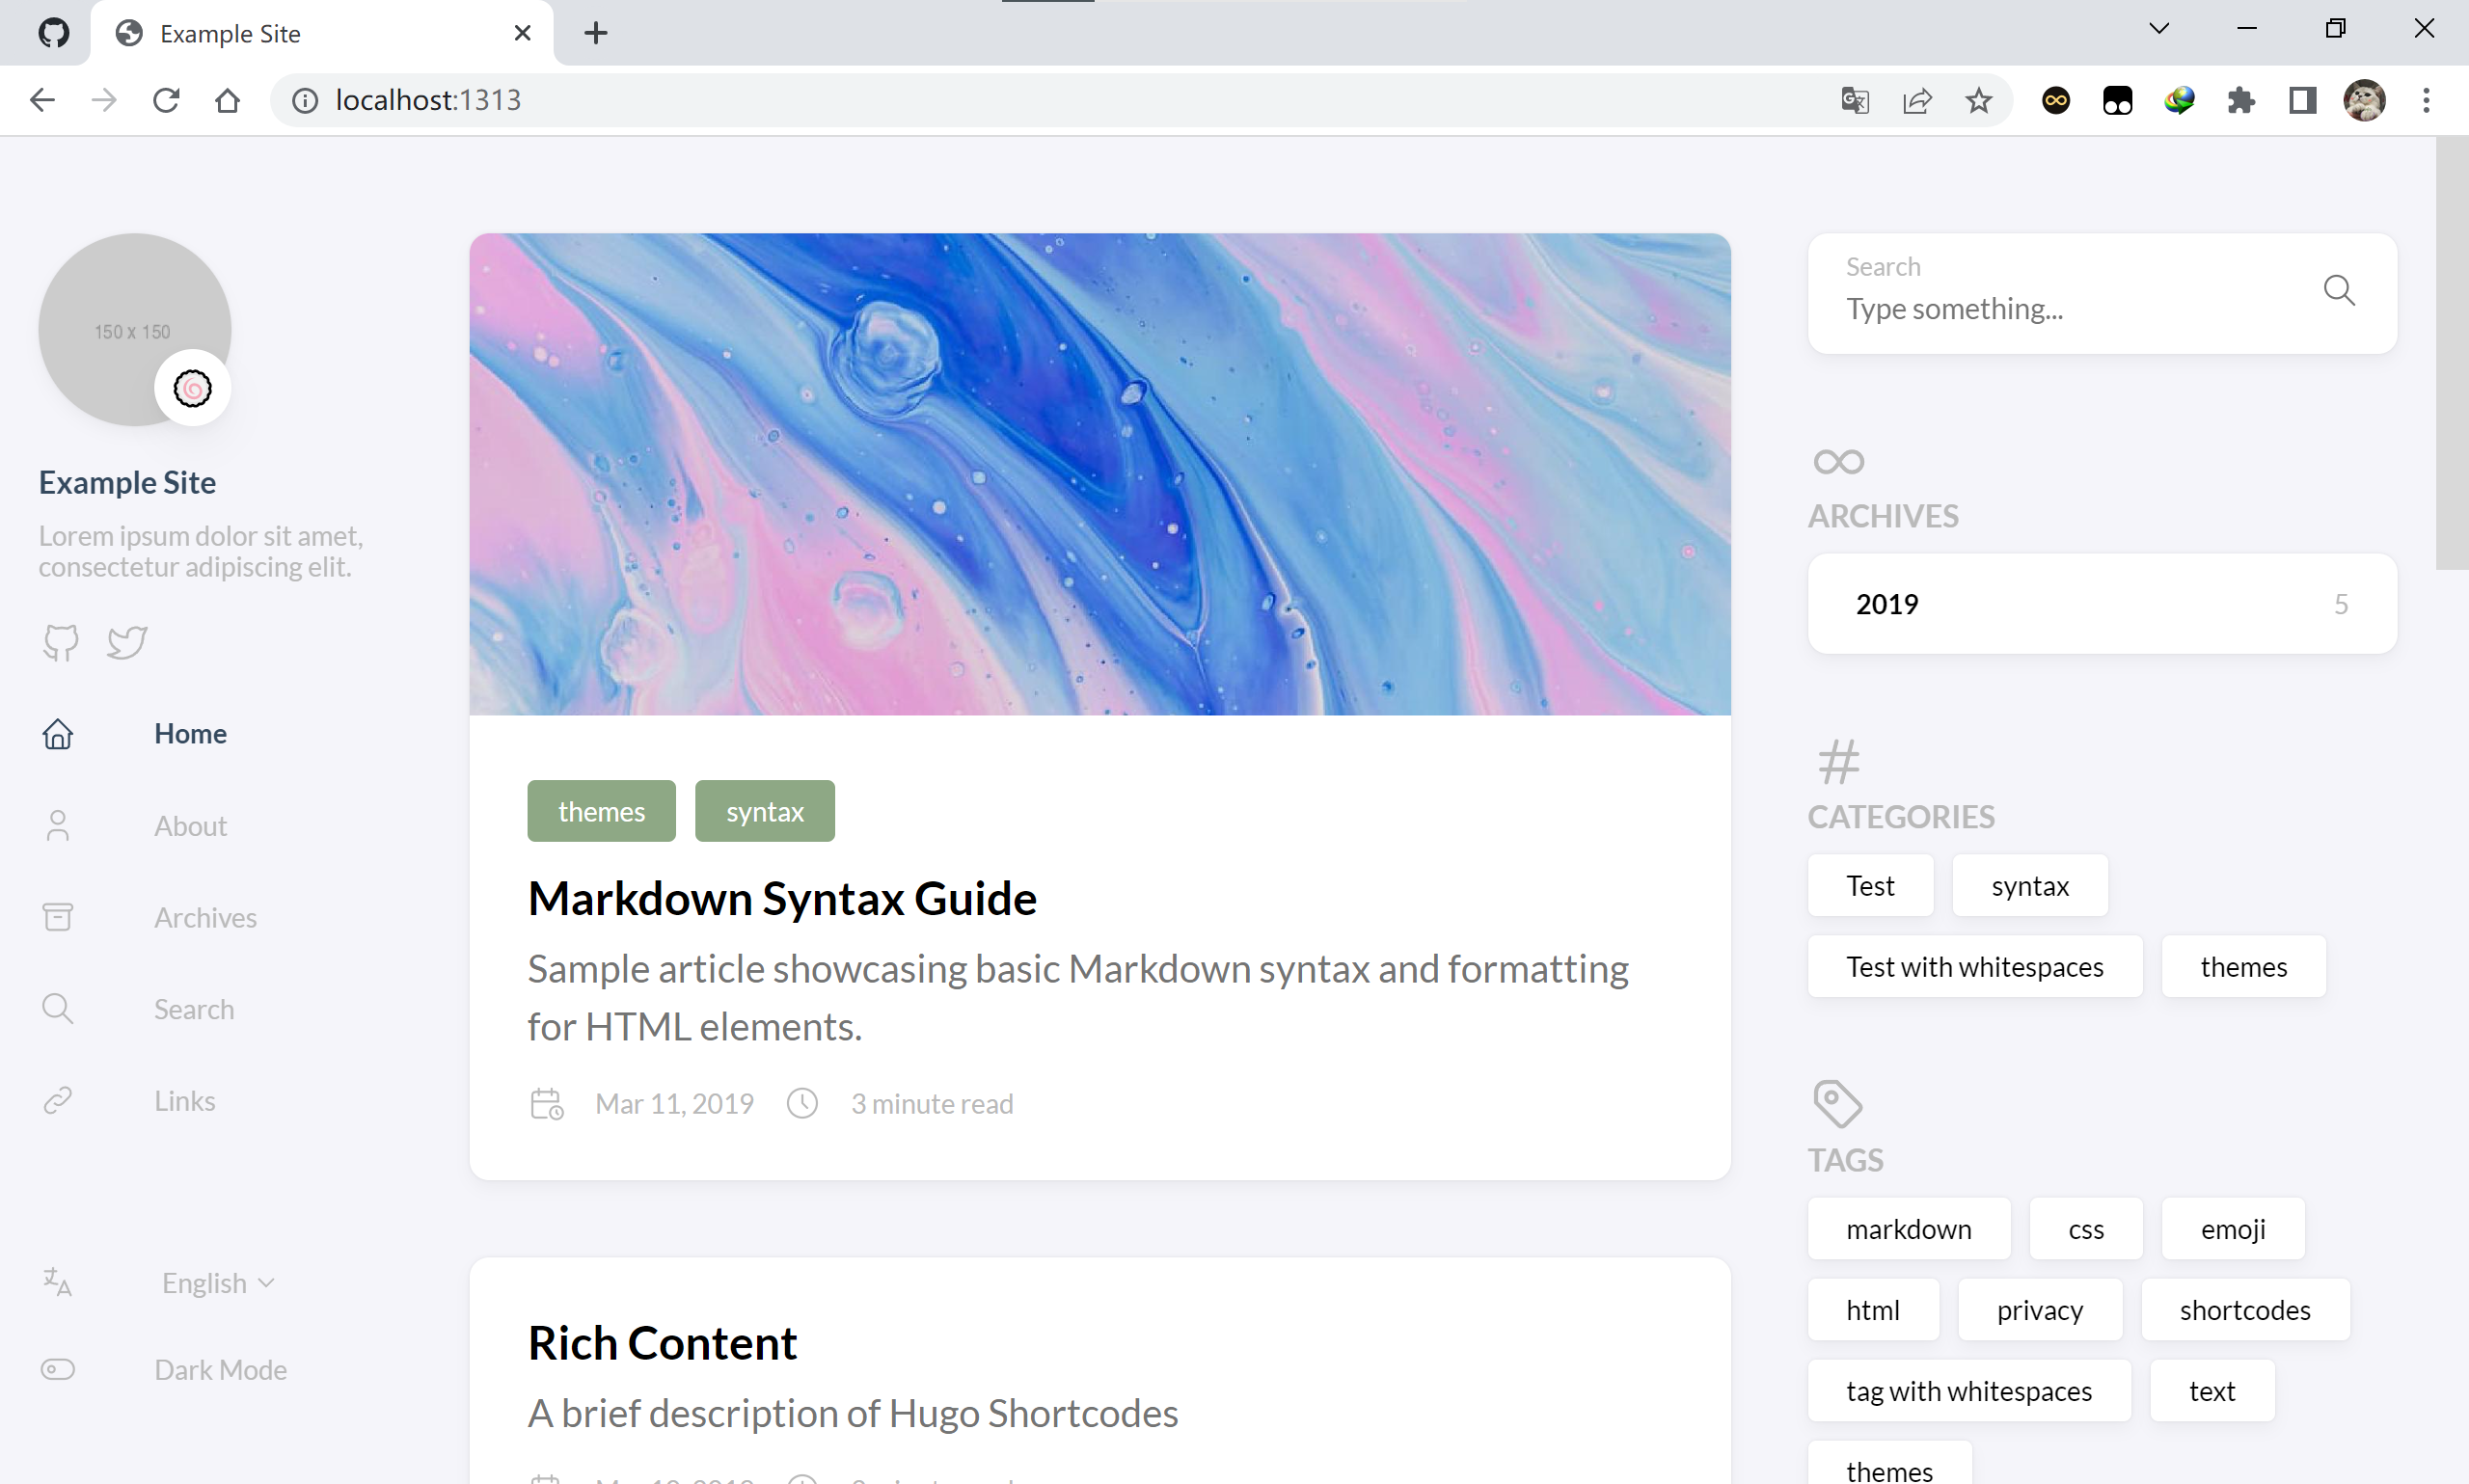 Example Site
localhost:1313
150 x 150
Example Site
Lorem ipsum dolor sit amet,
consectetur adipiscing elit.
Home
About
Archives
Search
Links
English
Dark Mode
themes syntax
Markdown Syntax Guide
Sample article showcasing basic Markdown syntax and formatting
for HTML elements.
Mar 11, 2019 3 minute read
Rich Content
A brief description of Hugo Shortcodes
Search
Type something...
ARCHIVES
2019 5
CATEGORIES
Test syntax
Test with whitespaces themes
TAGS
markdown css emoji
html privacy shortcodes
tag with whitespaces text
themes